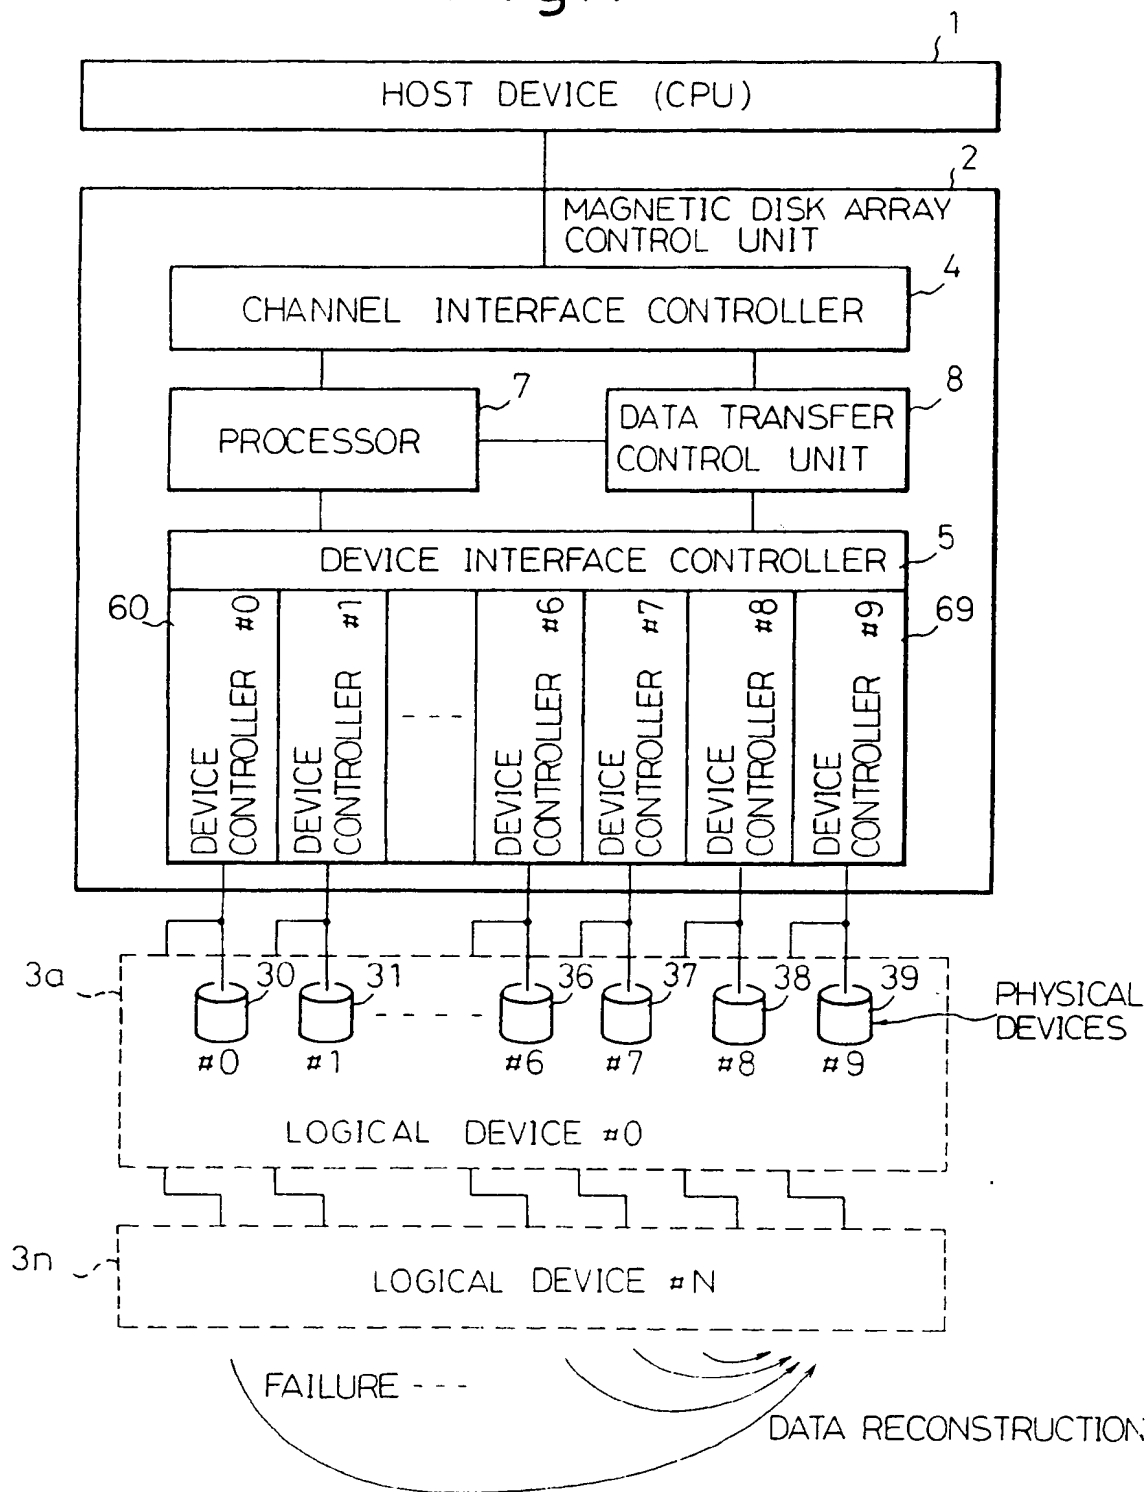 1
HOST DEVICE (CPU)
2
MAGNETIC DISK ARRAY
CONTROL UNIT
4
CHANNEL INTERFACE CONTROLLER
7
8
PROCESSOR
DATA TRANSFER
CONTROL UNIT
5
DEVICE INTERFACE CONTROLLER
60
69
DEVICE
CONTROLLER #0
DEVICE
CONTROLLER #1
- - - -
DEVICE
CONTROLLER #6
DEVICE
CONTROLLER #7
DEVICE
CONTROLLER #8
DEVICE
CONTROLLER #9
3a
30
31
36
37
38
39
PHYSICAL
DEVICES
- - - - -
#0
#1
#6
#7
#8
#9
LOGICAL DEVICE #0
3n
LOGICAL DEVICE #N
FAILURE - - -
DATA RECONSTRUCTION